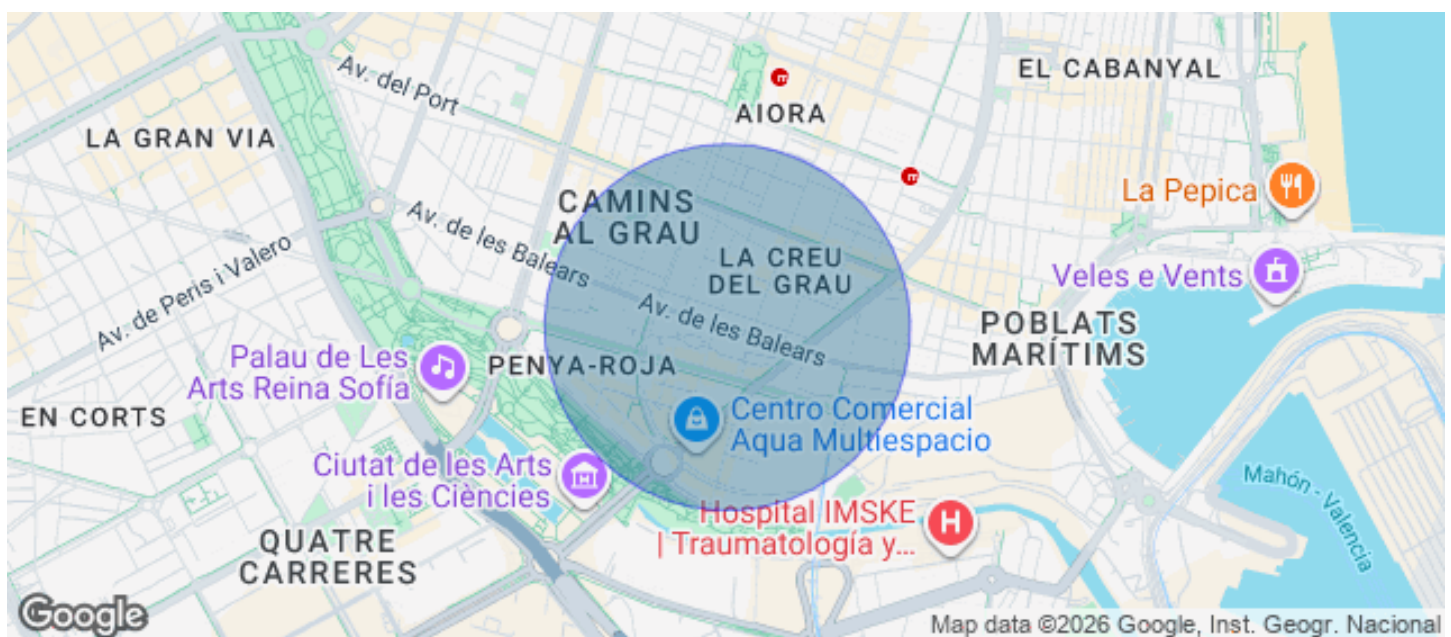 EL CABANYAL
Av. del Port
AIORA
LA GRAN VIA
La Pepica
CAMINS
AL GRAU
Av. de les Balears
Av. de Peris i Valero
LA CREU
DEL GRAU
Veles e Vents
Av. de les Balears
POBLATS
MARÍTIMS
Palau de Les
Arts Reina Sofía
PENYA-ROJA
EN CORTS
Centro Comercial
Aqua Multiespacio
Ciutat de les Arts
i les Ciències
Mahón - Valencia
Hospital IMSKE
| Traumatología y...
H
QUATRE
CARRERES
Google
Map data ©2026 Google, Inst. Geogr. Nacional